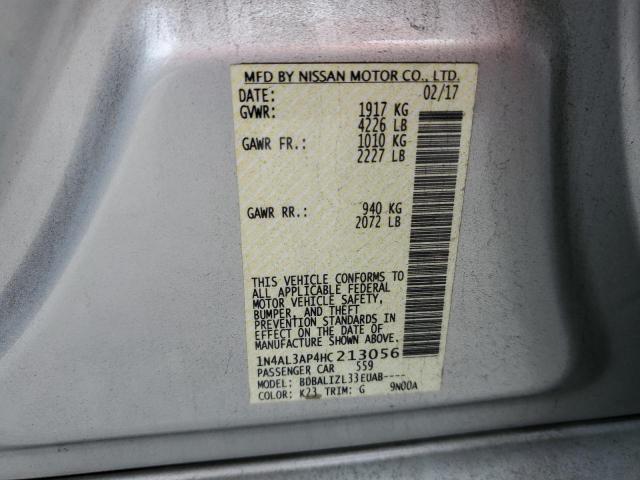 MFD BY NISSAN MOTOR CO., LTD.
DATE: 02/17
GVWR: 1917 KG
4226 LB
GAWR FR.: 1010 KG
2227 LB
GAWR RR.: 940 KG
2072 LB
THIS VEHICLE CONFORMS TO
ALL APPLICABLE FEDERAL
MOTOR VEHICLE SAFETY,
BUMPER, AND THEFT
PREVENTION STANDARDS IN
EFFECT ON THE DATE OF
MANUFACTURE SHOWN ABOVE.
1N4AL3AP4HC213056
PASSENGER CAR 559
MODEL: BDBALIZL33EUAB----
COLOR: K23 TRIM: G 9N00A